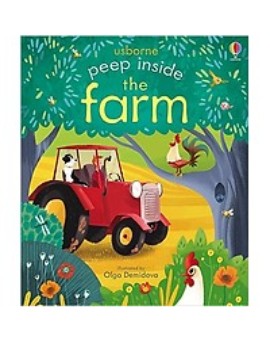 usborne
peep inside
the
farm
Illustrated by
Olga Demidova